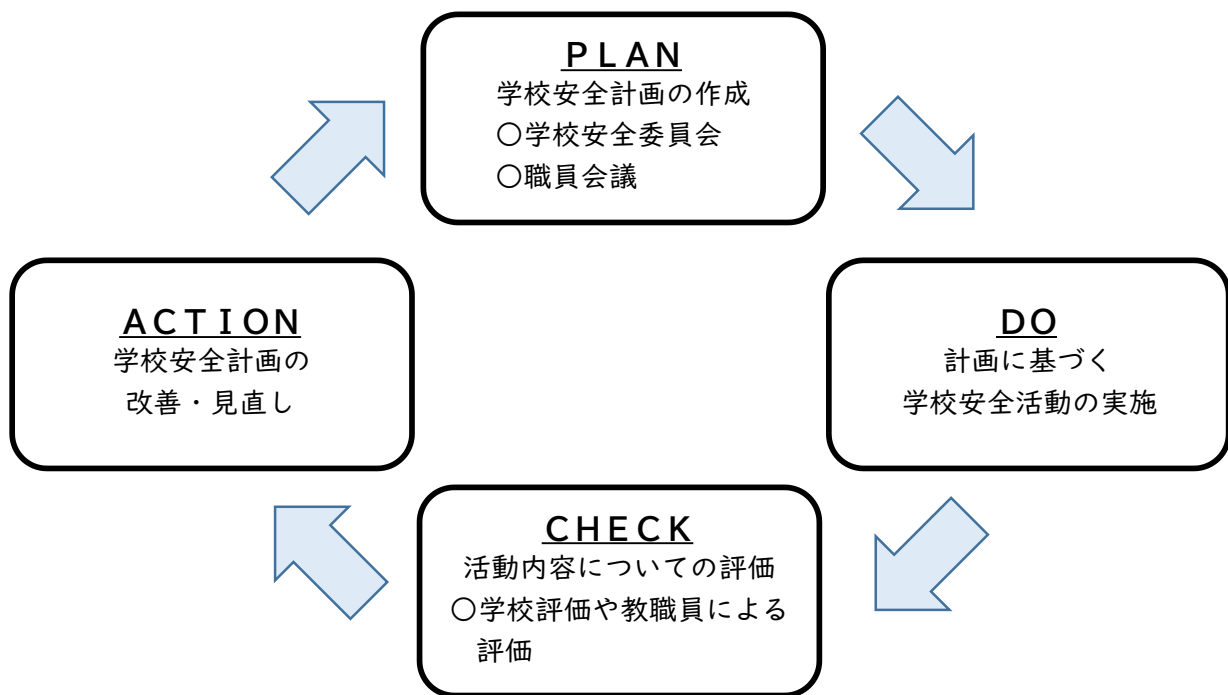 ＰＬＡＮ
学校安全計画の作成
〇学校安全委員会
〇職員会議
ＡＣＴＩＯＮ
学校安全計画の
改善・見直し
ＤＯ
計画に基づく
学校安全活動の実施
ＣＨＥＣＫ
活動内容についての評価
〇学校評価や教職員による
評価